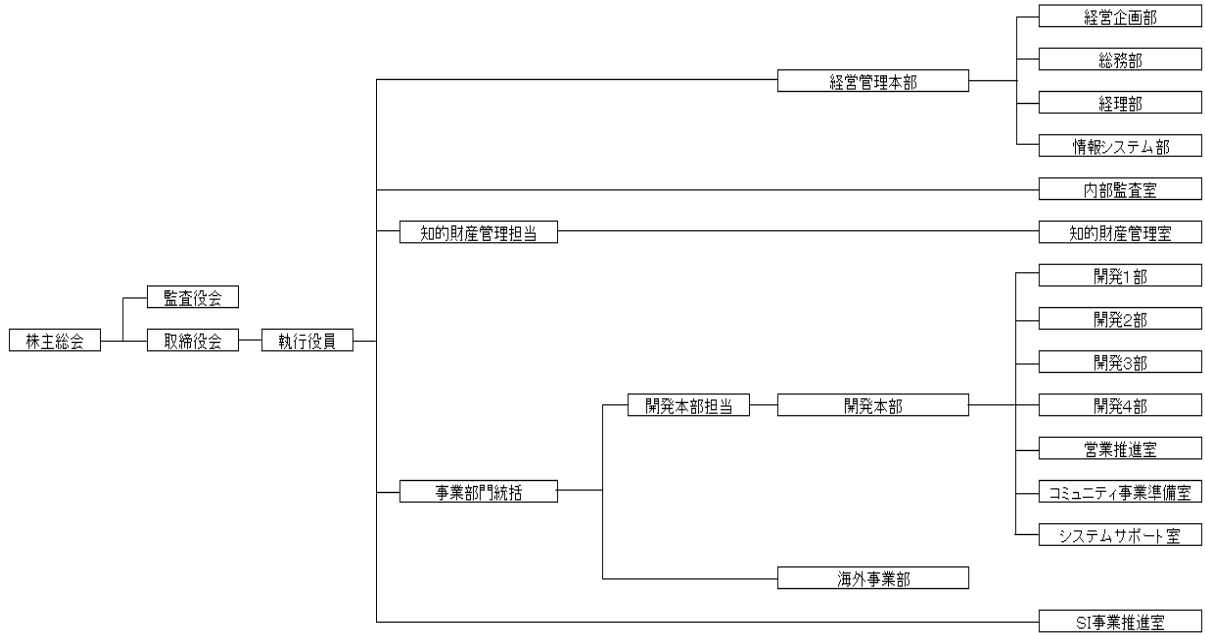 経営企画部
総務部
経営管理本部
経理部
情報システム部
内部監査室
知的財産管理担当
知的財産管理室
開発1部
監査役会
開発2部
株主総会
取締役会
執行役員
開発3部
開発本部担当
開発本部
開発4部
営業推進室
事業部門統括
コミュニティ事業準備室
システムサポート室
海外事業部
SI事業推進室